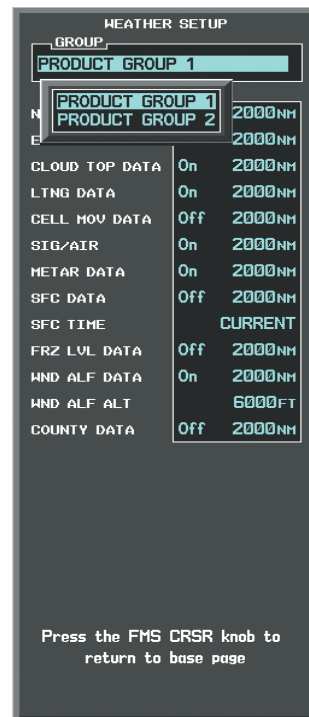 WEATHER SETUP
GROUP
PRODUCT GROUP 1
PRODUCT GROUP 1
PRODUCT GROUP 2
N 2000NM
E 2000NM
CLOUD TOP DATA On 2000NM
LTNG DATA On 2000NM
CELL MOV DATA Off 2000NM
SIG/AIR On 2000NM
METAR DATA On 2000NM
SFC DATA Off 2000NM
SFC TIME CURRENT
FRZ LVL DATA Off 2000NM
WND ALF DATA On 2000NM
WND ALF ALT 6000FT
COUNTY DATA Off 2000NM
Press the FMS CRSR knob to
return to base page